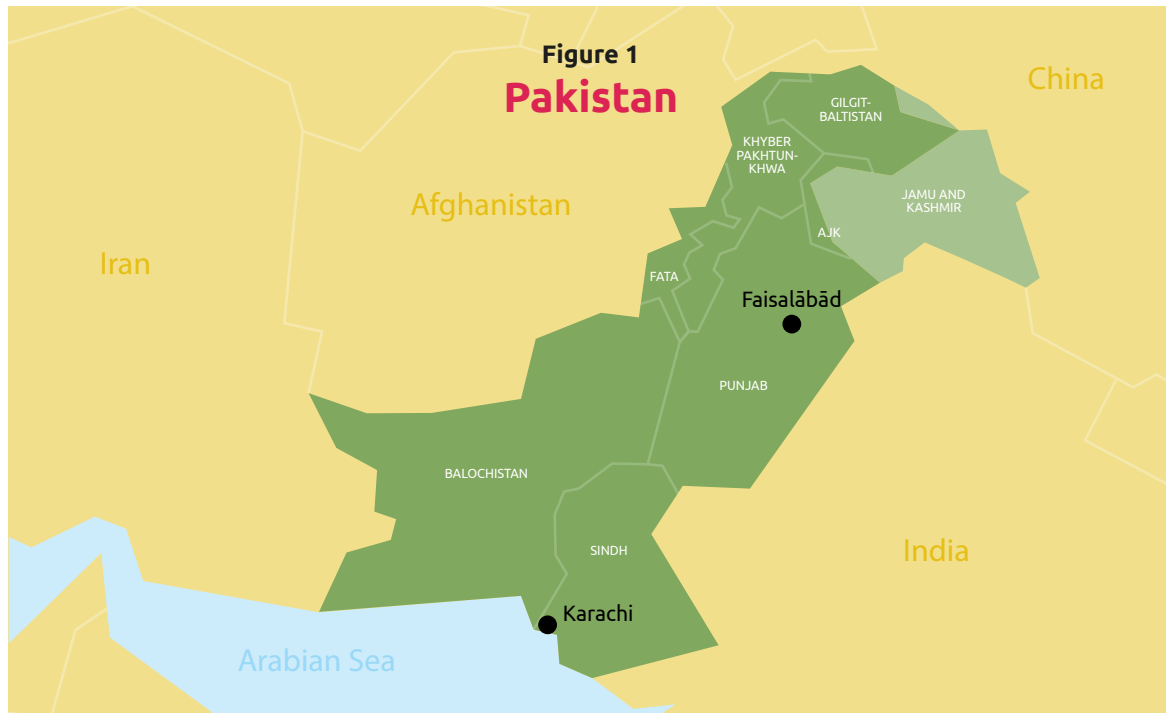 Figure 1
Pakistan
China
GILGIT-
BALTISTAN
KHYBER
PAKHTUN-
KHWA
JAMU AND
KASHMIR
Afghanistan
AJK
Iran
FATA
Faisalābād
PUNJAB
BALOCHISTAN
SINDH
India
Karachi
Arabian Sea